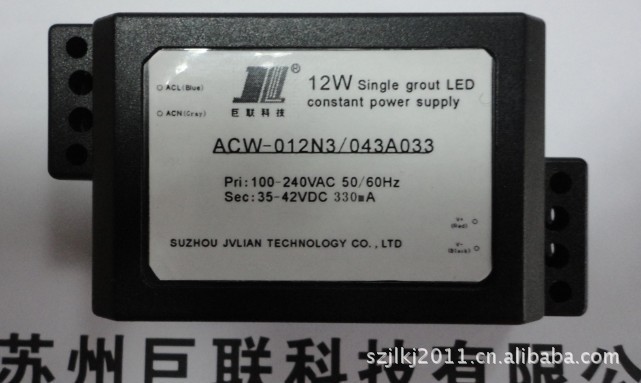 ACL(Blue)
ACN(Gray)
®
巨联科技
12W Single grout LED
constant power supply
ACW-012N3/043A033
Pri:100-240VAC 50/60Hz
Sec:35-42VDC 330mA
V+
(Red)
V-
(Black)
SUZHOU JVLIAN TECHNOLOGY CO.,LTD
苏州巨联科技有限公
szjlkj2011.cn.alibaba.com